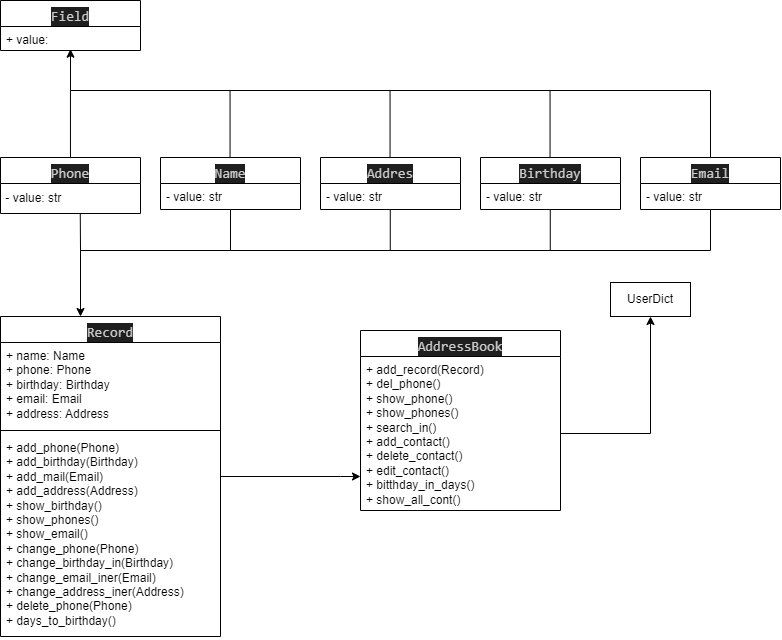 Field
+ value:
Phone
- value: str
Name
- value: str
Addres
- value: str
Birthday
- value: str
Email
- value: str
Record
+ name: Name
+ phone: Phone
+ birthday: Birthday
+ email: Email
+ address: Address
+ add_phone(Phone)
+ add_birthday(Birthday)
+ add_mail(Email)
+ add_address(Address)
+ show_birthday()
+ show_phones()
+ show_email()
+ change_phone(Phone)
+ change_birthday_in(Birthday)
+ change_email_iner(Email)
+ change_address_iner(Address)
+ delete_phone(Phone)
+ days_to_birthday()
AddressBook
+ add_record(Record)
+ del_phone()
+ show_phone()
+ show_phones()
+ search_in()
+ add_contact()
+ delete_contact()
+ edit_contact()
+ bitthday_in_days()
+ show_all_cont()
UserDict